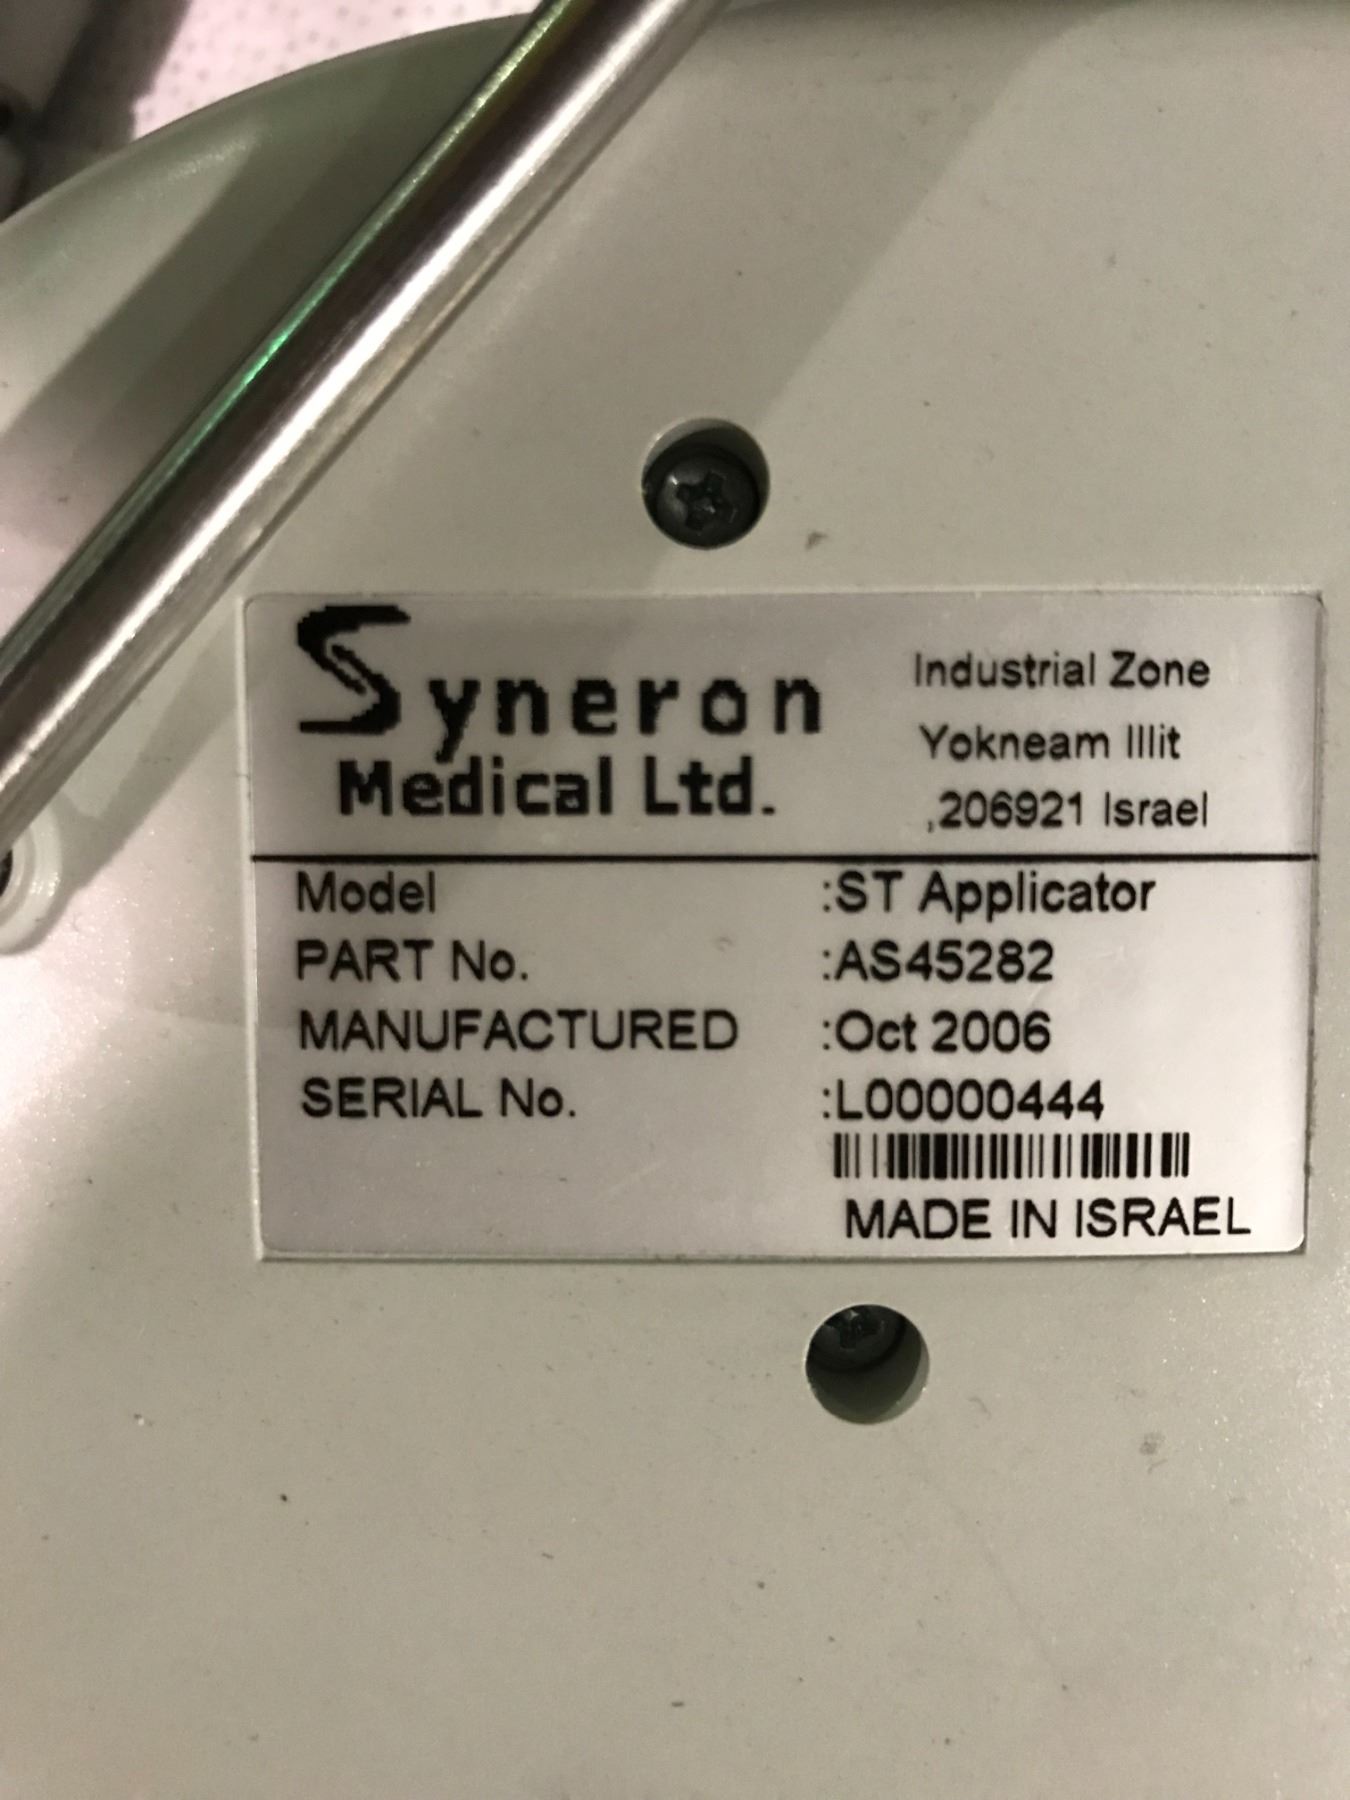 Syneron
Medical Ltd.
Industrial Zone
Yokneam Illit
,206921 Israel
Model :ST Applicator
PART No. :AS45282
MANUFACTURED :Oct 2006
SERIAL No. :L00000444
MADE IN ISRAEL